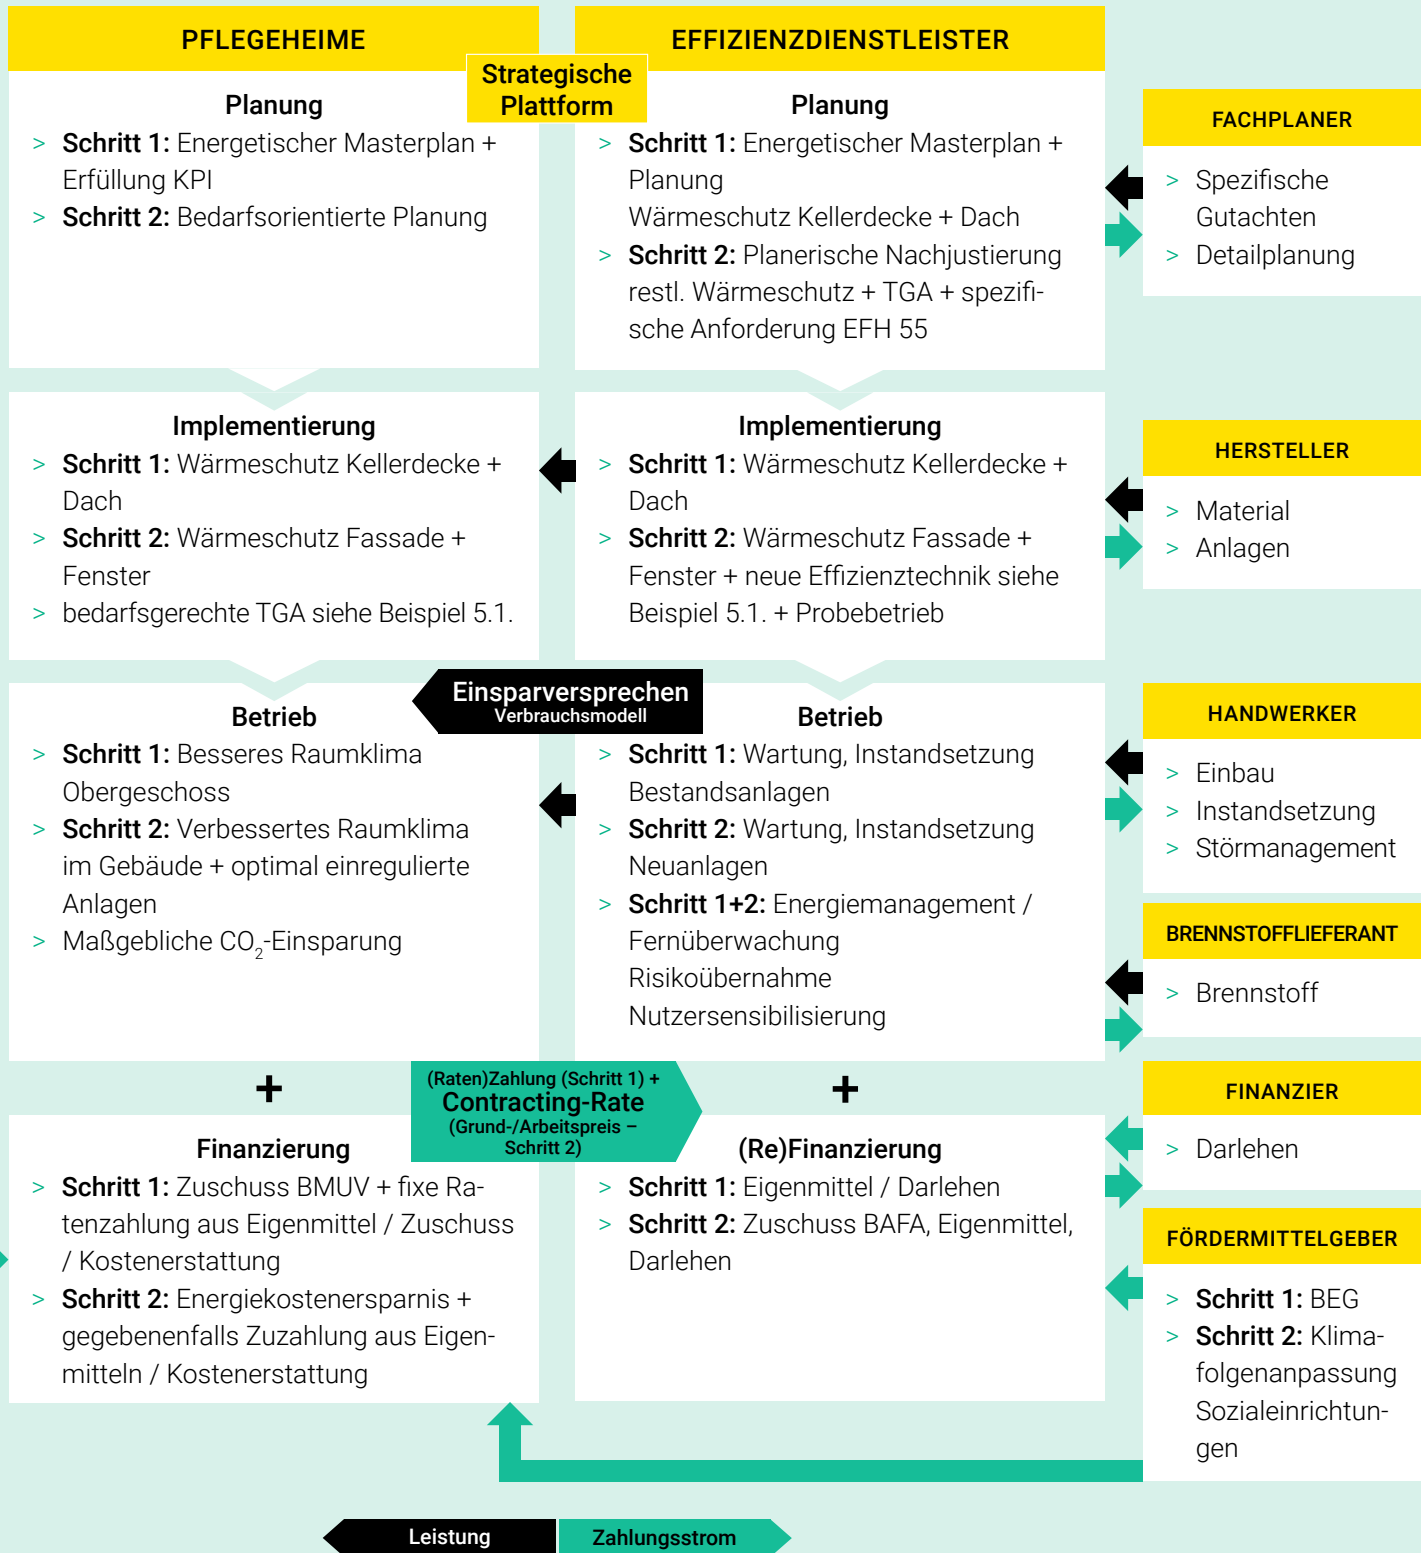 PFLEGEHEIME
Strategische
Plattform
EFFIZIENZDIENSTLEISTER
Planung
> Schritt 1: Energetischer Masterplan +
Erfüllung KPI
> Schritt 2: Bedarfsorientierte Planung
Planung
> Schritt 1: Energetischer Masterplan +
Planung
Wärmeschutz Kellerdecke + Dach
> Schritt 2: Planerische Nachjustierung
restl. Wärmeschutz + TGA + spezifi-
sche Anforderung EFH 55
FACHPLANER
> Spezifische
Gutachten
> Detailplanung
Implementierung
> Schritt 1: Wärmeschutz Kellerdecke +
Dach
> Schritt 2: Wärmeschutz Fassade +
Fenster
> bedarfsgerechte TGA siehe Beispiel 5.1.
Implementierung
> Schritt 1: Wärmeschutz Kellerdecke +
Dach
> Schritt 2: Wärmeschutz Fassade +
Fenster + neue Effizienztechnik siehe
Beispiel 5.1. + Probebetrieb
HERSTELLER
> Material
> Anlagen
Einsparversprechen
Verbrauchsmodell
Betrieb
> Schritt 1: Besseres Raumklima
Obergeschoss
> Schritt 2: Verbessertes Raumklima
im Gebäude + optimal einregulierte
Anlagen
> Maßgebliche CO₂-Einsparung
Betrieb
> Schritt 1: Wartung, Instandsetzung
Bestandsanlagen
> Schritt 2: Wartung, Instandsetzung
Neuanlagen
> Schritt 1+2: Energiemanagement /
Fernüberwachung
Risikoübernahme
Nutzersensibilisierung
HANDWERKER
> Einbau
> Instandsetzung
> Störmanagement
BRENNSTOFFLIEFERANT
> Brennstoff
+
(Raten)Zahlung (Schritt 1) +
Contracting-Rate
(Grund-/Arbeitspreis –
Schritt 2)
+
Finanzierung
> Schritt 1: Zuschuss BMUV + fixe Ra-
tenzahlung aus Eigenmittel / Zuschuss
/ Kostenerstattung
> Schritt 2: Energiekostenersparnis +
gegebenenfalls Zuzahlung aus Eigen-
mitteln / Kostenerstattung
(Re)Finanzierung
> Schritt 1: Eigenmittel / Darlehen
> Schritt 2: Zuschuss BAFA, Eigenmittel,
Darlehen
FINANZIER
> Darlehen
FÖRDERMITTELGEBER
> Schritt 1: BEG
> Schritt 2: Klima-
folgenanpassung
Sozialeinrichtun-
gen
Leistung
Zahlungsstrom